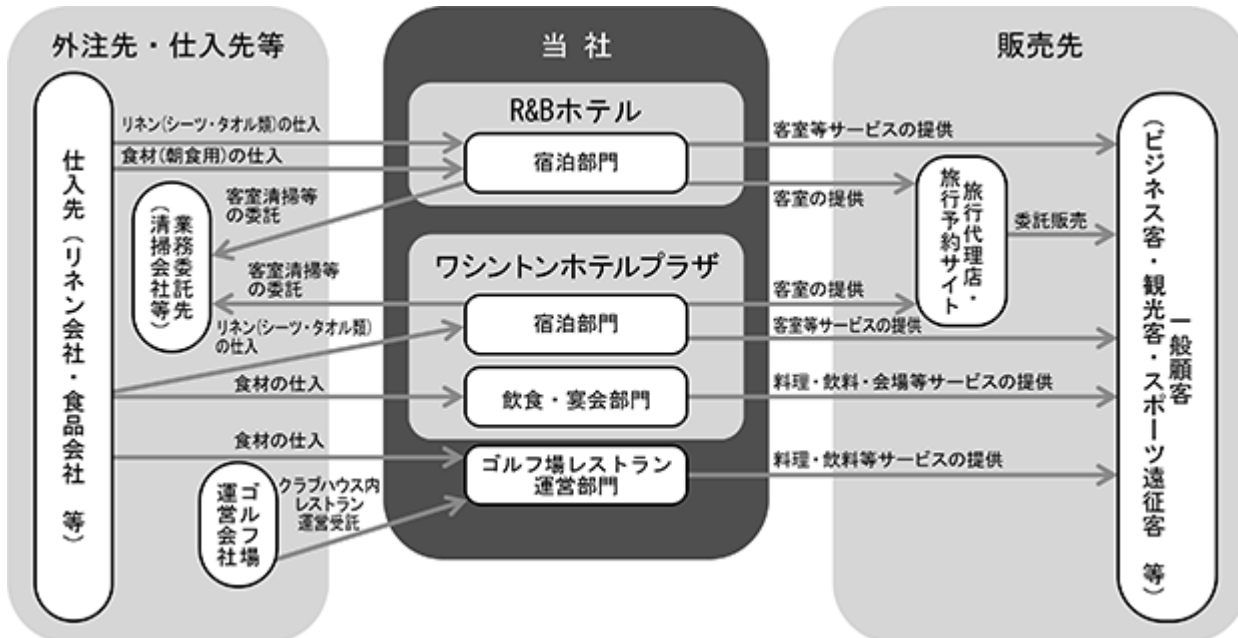 外注先・仕入先等
仕入先（リネン会社・食品会社 等）
リネン(シーツ・タオル類)の仕入
食材(朝食用)の仕入
客室清掃等
の委託
業務委託先
（清掃会社等）
客室清掃等
の委託
リネン(シーツ・タオル類)
の仕入
食材の仕入
食材の仕入
ゴルフ場
運営会社
クラブハウス内
レストラン
運営受託
当社
R&Bホテル
宿泊部門
ワシントンホテルプラザ
宿泊部門
飲食・宴会部門
ゴルフ場レストラン
運営部門
販売先
客室等サービスの提供
客室の提供
旅行代理店・
旅行予約サイト
委託販売
客室の提供
客室等サービスの提供
料理・飲料・会場等サービスの提供
料理・飲料等サービスの提供
一般顧客
（ビジネス客・観光客・スポーツ遠征客 等）